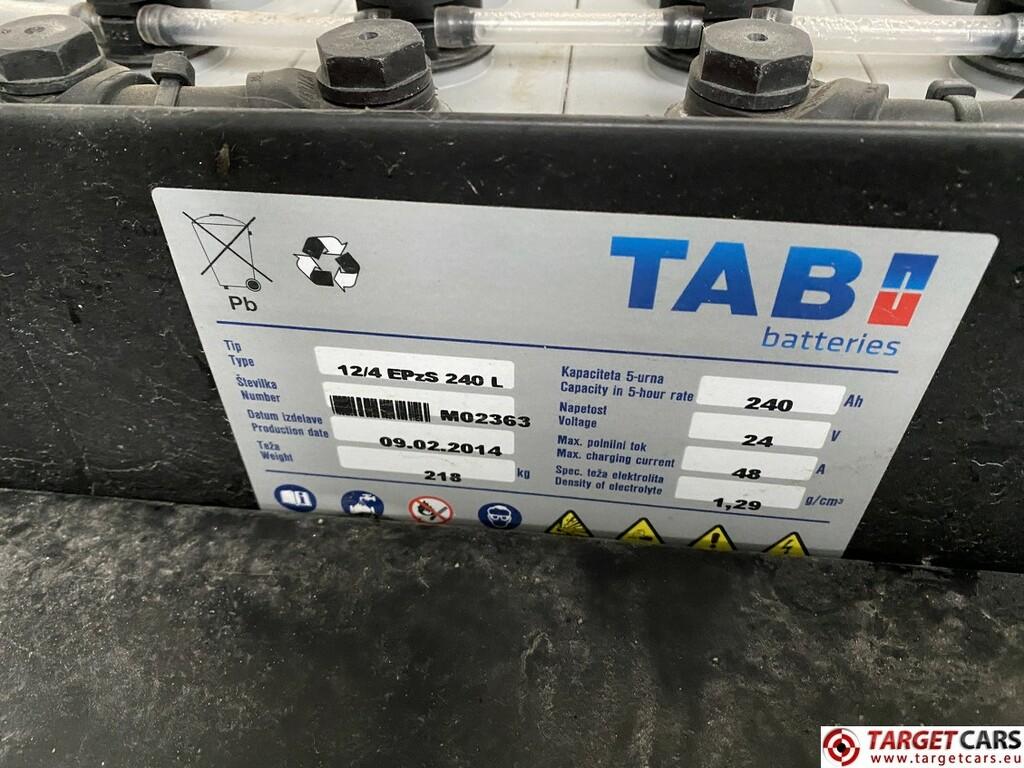 TAB
batteries
Pb
Tip
Type
12/4 EPzS 240 L
Številka
Number
M02363
Datum izdelave
Production date
09.02.2014
Teža
Weight
218 kg
Kapaciteta 5-urna
Capacity in 5-hour rate
240 Ah
Napetost
Voltage
24 V
Max. polnilni tok
Max. charging current
48 A
Spec. teža elektrolita
Density of electrolyte
1,29 g/cm³
TARGETCARS
www.targetcars.eu